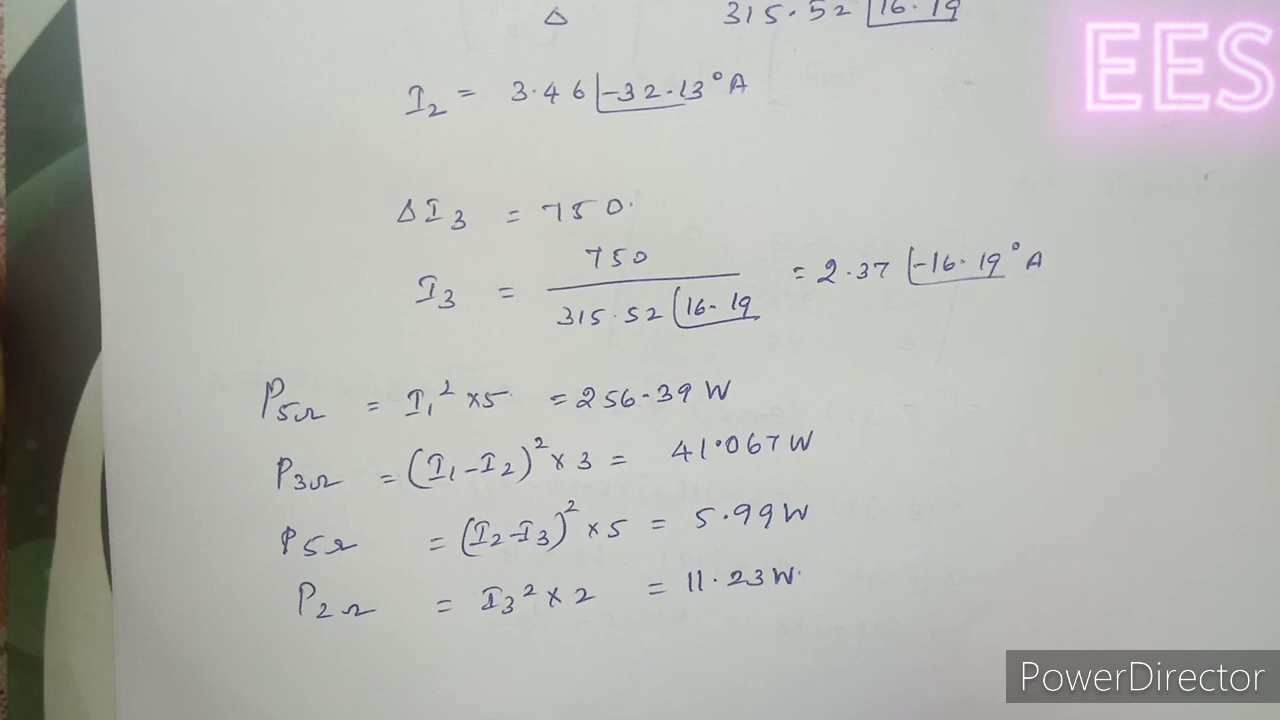 Δ 315.52 ∠16.19
EES
I₂ = 3.46 ∠-32.13° A
ΔI₃ = 750.
I₃ = 750 / 315.52 ∠16.19 = 2.37 ∠-16.19° A
P₅Ω = I₁² ×5 = 256.39 W
P₃Ω = (I₁-I₂)² × 3 = 41.067 W
P₅Ω = (I₂-I₃)² × 5 = 5.99 W
P₂Ω = I₃² × 2 = 11.23 W.
PowerDirector